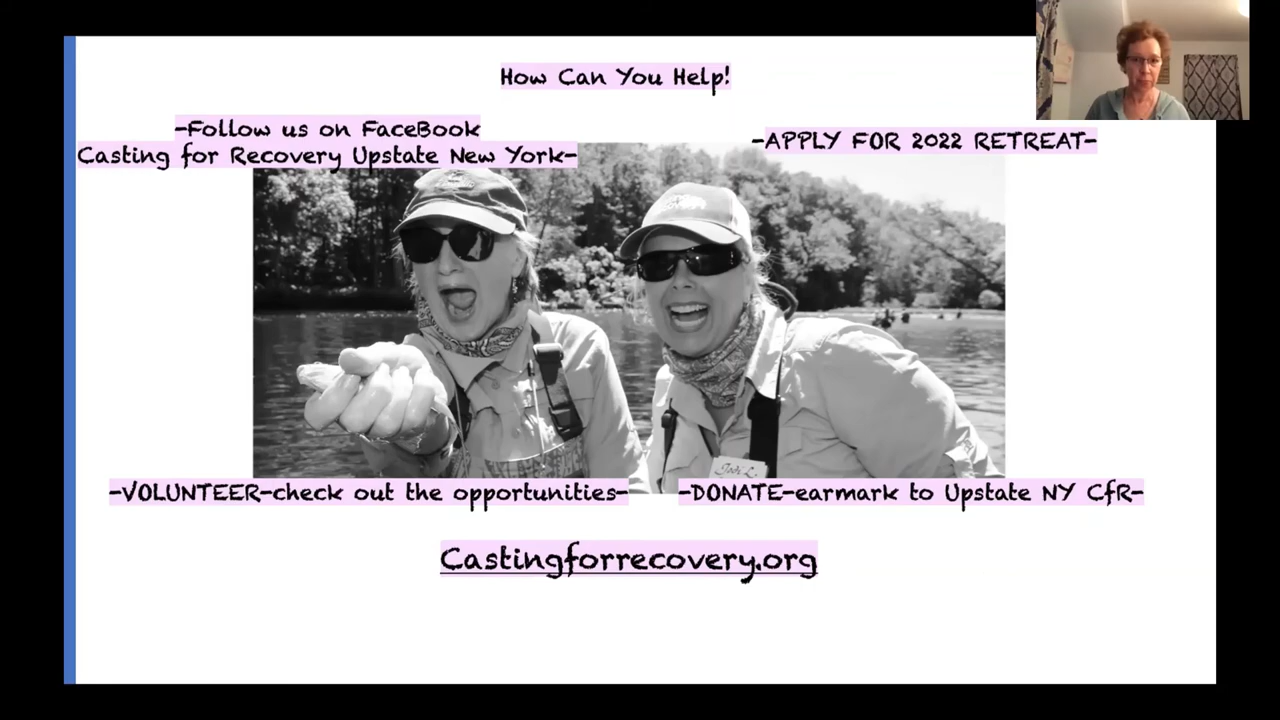 How Can You Help!
-Follow us on FaceBook
Casting for Recovery Upstate New York-
-APPLY FOR 2022 RETREAT-
Jodi L.
-VOLUNTEER-check out the opportunities-
-DONATE-earmark to Upstate NY CfR-
Castingforrecovery.org